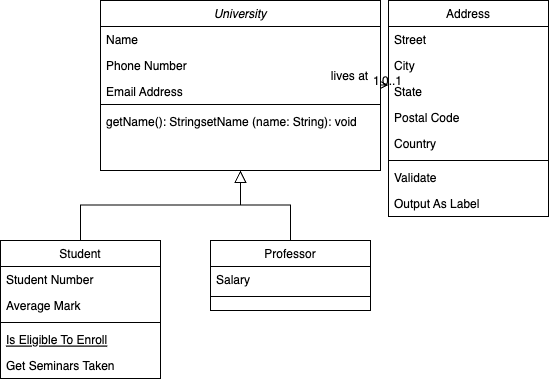 University
Name
Phone Number
Email Address
getName(): StringsetName (name: String): void
lives at
1
0..1
Address
Street
City
State
Postal Code
Country
Validate
Output As Label
Student
Student Number
Average Mark
Is Eligible To Enroll
Get Seminars Taken
Professor
Salary